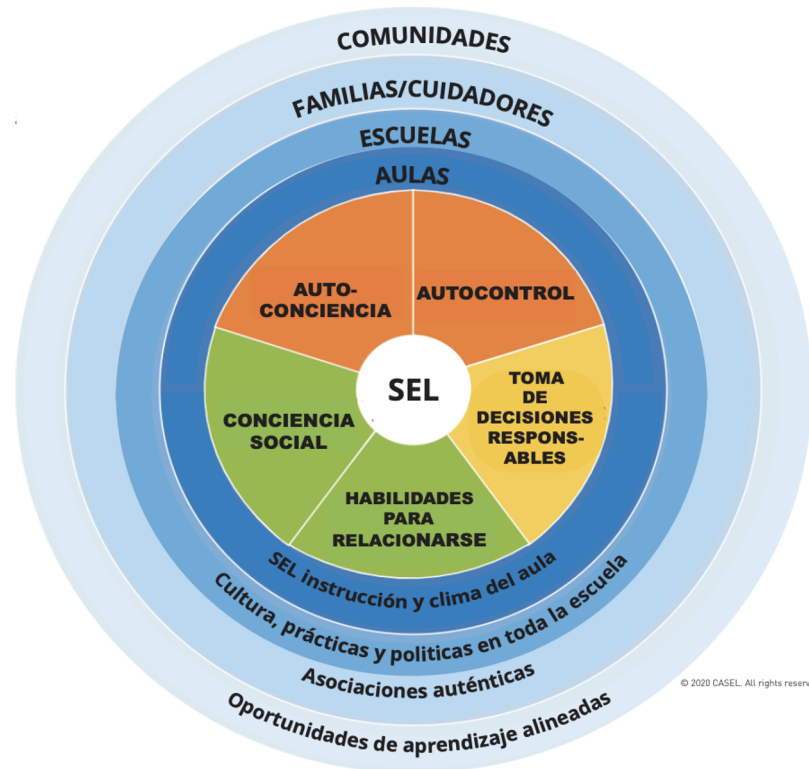 COMUNIDADES
FAMILIAS/CUIDADORES
ESCUELAS
AULAS
AUTO-
CONCIENCIA
AUTOCONTROL
SEL
TOMA
DE
DECISIONES
RESPONS-
ABLES
CONCIENCIA
SOCIAL
HABILIDADES
PARA
RELACIONARSE
SEL instrucción y clima del aula
Cultura, prácticas y politicas en toda la escuela
Asociaciones auténticas
Oportunidades de aprendizaje alineadas
© 2020 CASEL. All rights reserv